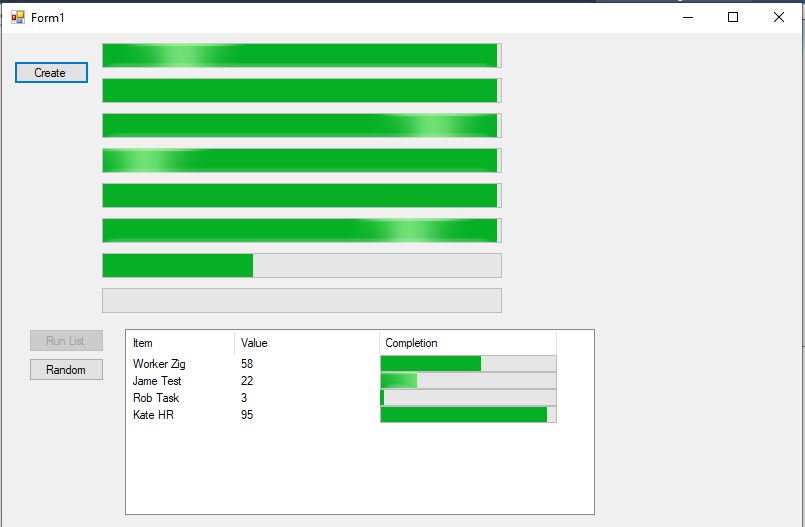 Form1
Create
Run List
Random
Item Value Completion
Worker Zig 58
Jame Test 22
Rob Task 3
Kate HR 95